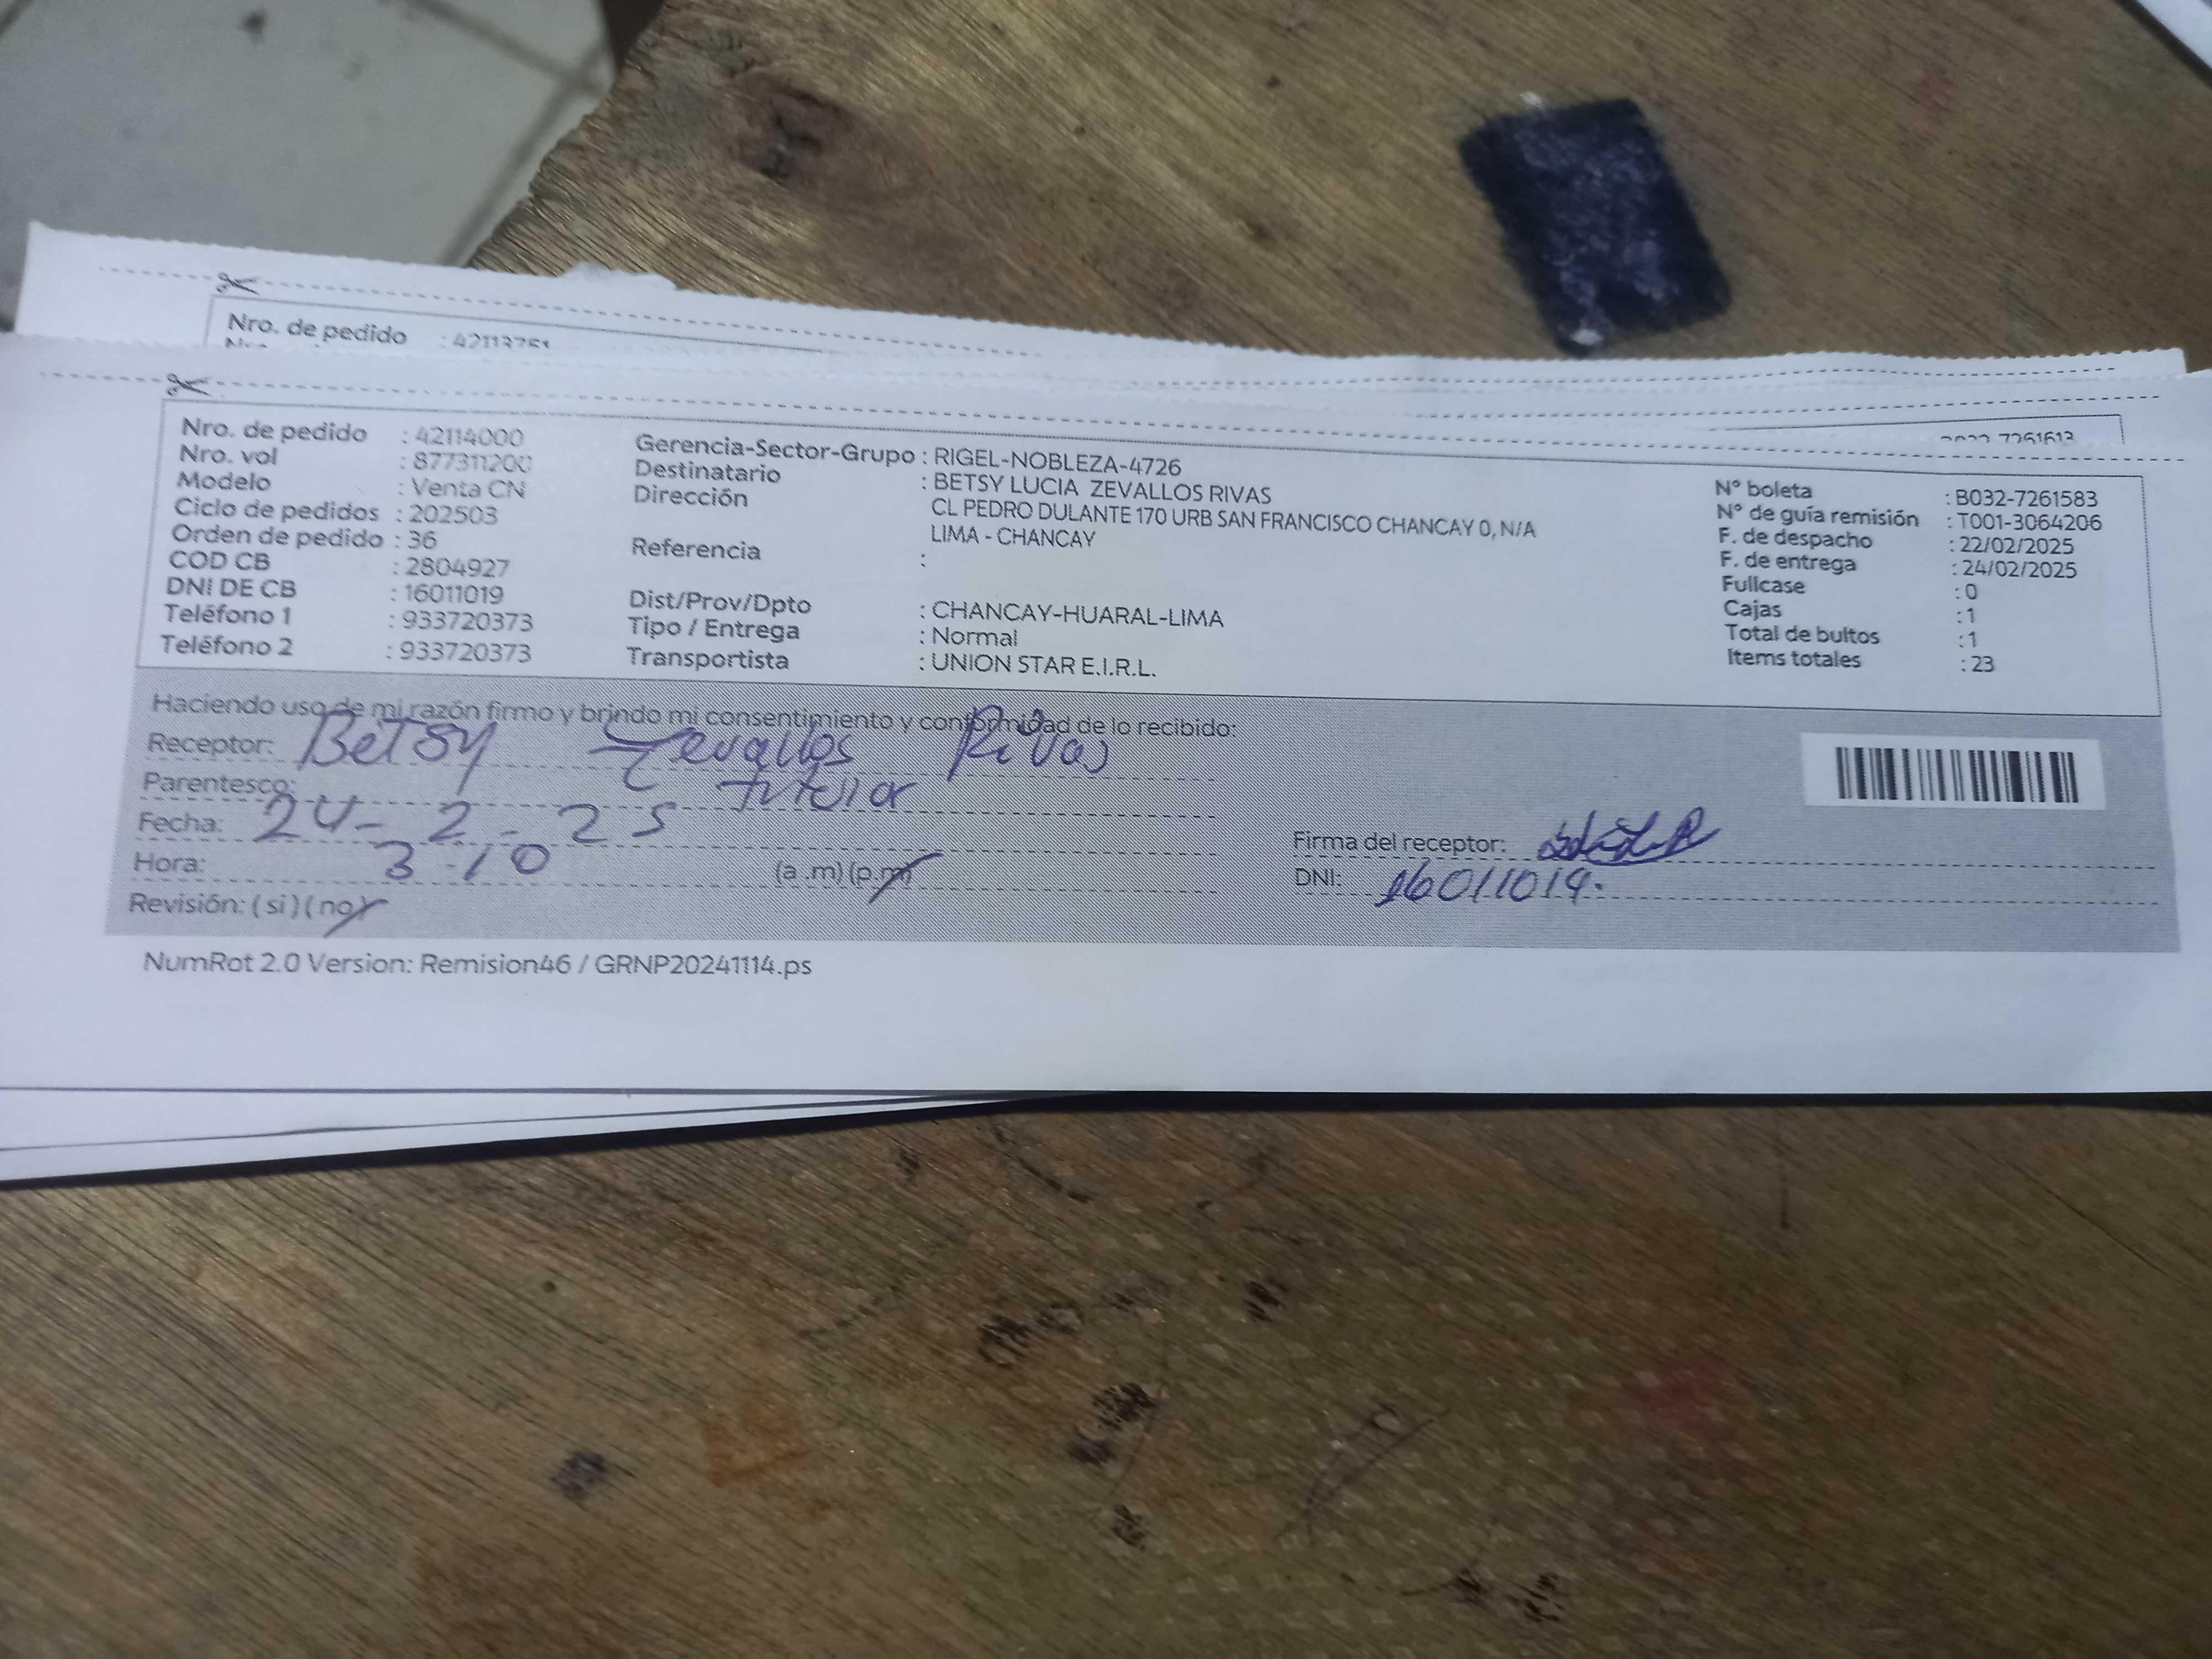 Nro. de pedido : 42113751
2-7261613
Nro. de pedido : 42114000
Nro. vol : 877311200
Modelo : Venta CN
Ciclo de pedidos : 202503
Orden de pedido : 36
COD CB : 2804927
DNI DE CB : 16011019
Teléfono 1 : 933720373
Teléfono 2 : 933720373
Gerencia-Sector-Grupo : RIGEL-NOBLEZA-4726
Destinatario : BETSY LUCIA ZEVALLOS RIVAS
Dirección CL PEDRO DULANTE 170 URB SAN FRANCISCO CHANCAY 0, N/A
LIMA - CHANCAY
Referencia :
Dist/Prov/Dpto : CHANCAY-HUARAL-LIMA
Tipo / Entrega : Normal
Transportista : UNION STAR E.I.R.L.
N° boleta : B032-7261583
N° de guía remisión : T001-3064206
F. de despacho : 22/02/2025
F. de entrega : 24/02/2025
Fullcase : 0
Cajas : 1
Total de bultos : 1
Items totales : 23
Haciendo uso de mi razón firmo y brindo mi consentimiento y conformidad de lo recibido:
Receptor: Betsy Zevallos Rivas
Parentesco: titular
Fecha: 24-2-25
Hora: 3-10 (a.m) (p.m)
Revisión: ( si ) ( no )
Firma del receptor:
DNI: 16011019.
NumRot 2.0 Version: Remision46 / GRNP20241114.ps